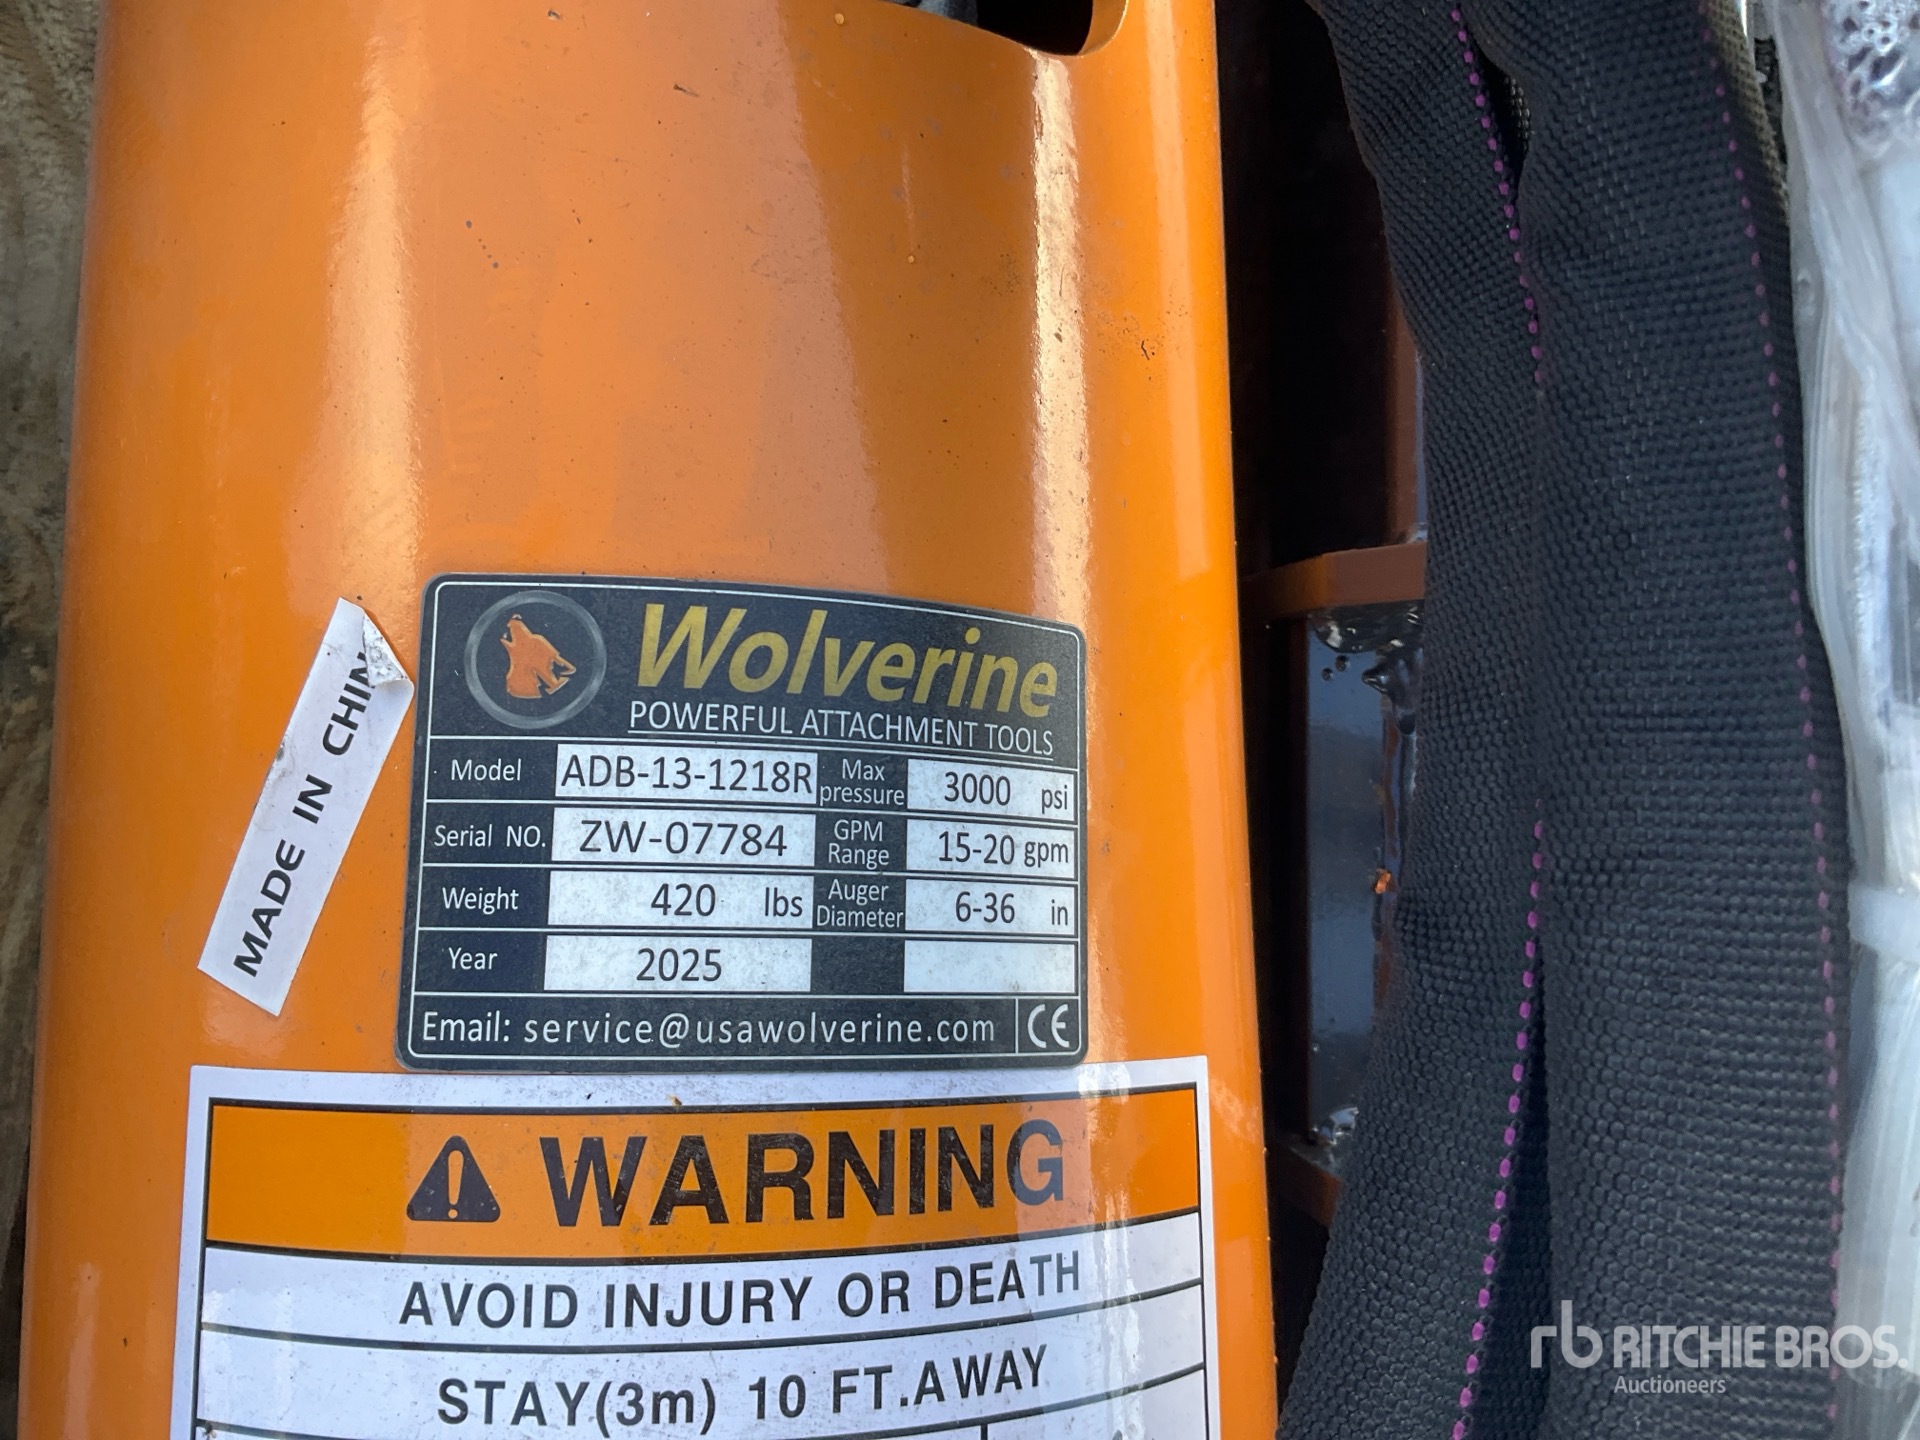 Wolverine
POWERFUL ATTACHMENT TOOLS
Model ADB-13-1218R Max pressure 3000 psi
Serial NO. ZW-07784 GPM Range 15-20 gpm
Weight 420 lbs Auger Diameter 6-36 in
Year 2025
Email: service@usawolverine.com CE
MADE IN CHIN
WARNING
AVOID INJURY OR DEATH
STAY(3m) 10 FT.AWAY
rb RITCHIE BROS.
Auctioneers